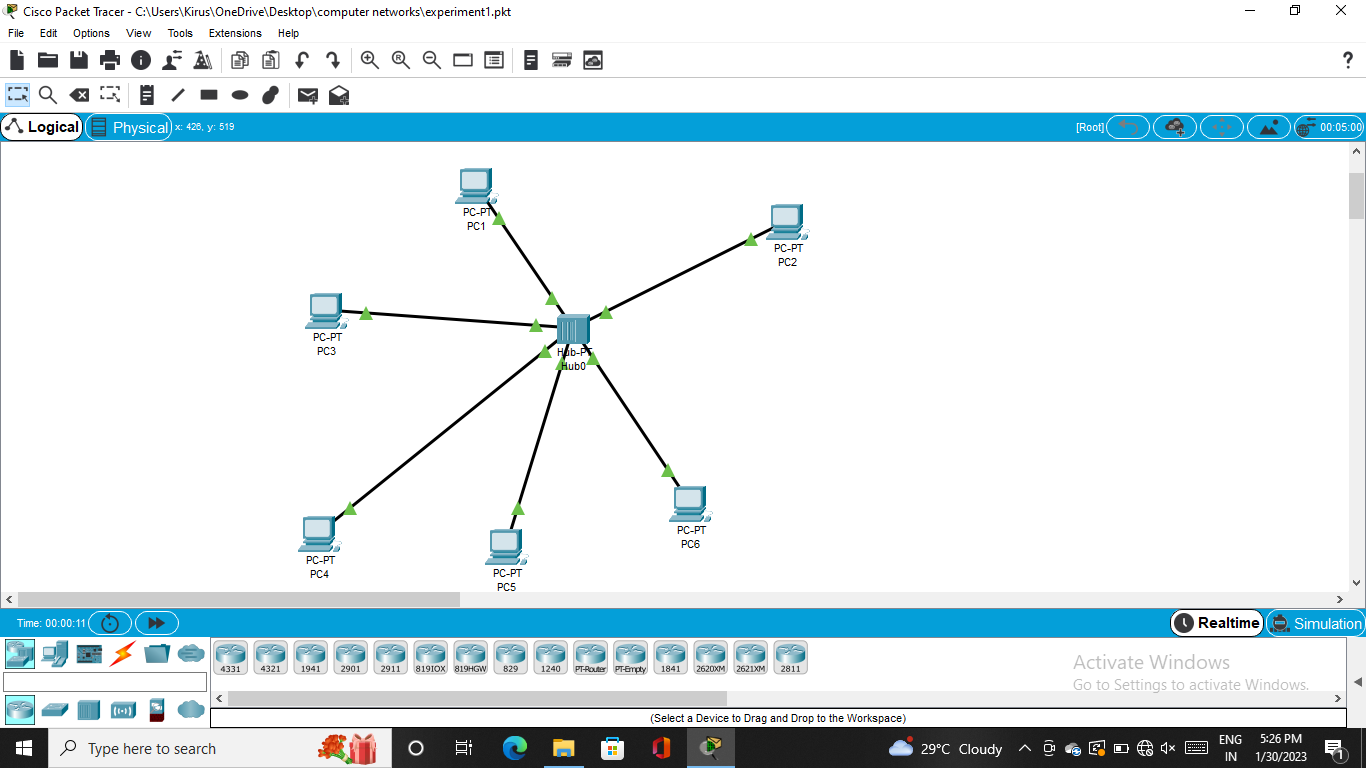 Cisco Packet Tracer - C:\Users\Kirus\OneDrive\Desktop\computer networks\experiment1.pkt
File Edit Options View Tools Extensions Help
Logical Physical x: 426, y: 519 [Root] 00:05:00
PC-PT
PC1
PC-PT
PC2
PC-PT
PC3
Hub-PT
Hub0
PC-PT
PC6
PC-PT
PC4
PC-PT
PC5
Time: 00:00:11 Realtime Simulation
4331 4321 1941 2901 2911 819IOX 819HGW 829 1240 PT-Router PT-Empty 1841 2620XM 2621XM 2811
Activate Windows
Go to Settings to activate Windows.
(Select a Device to Drag and Drop to the Workspace)
Type here to search
29°C Cloudy
ENG
IN
5:26 PM
1/30/2023
1